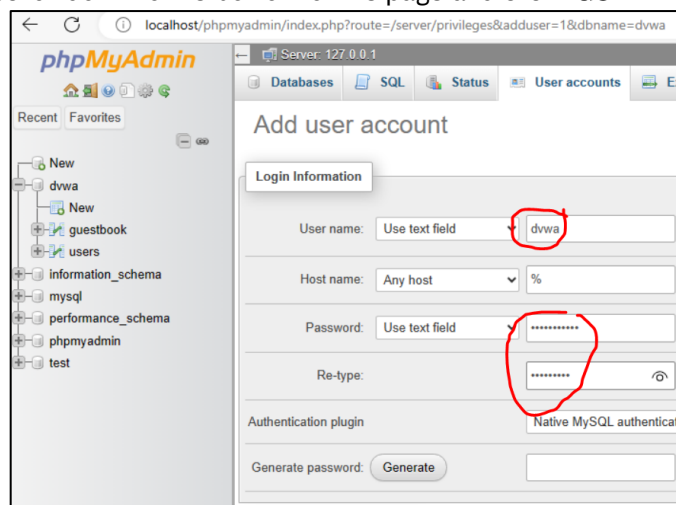 localhost/phpmyadmin/index.php?route=/server/privileges&adduser=1&dbname=dvwa
phpMyAdmin
Server: 127.0.0.1
Databases SQL Status User accounts
Recent Favorites
Add user account
New
Login Information
dvwa
New
guestbook
User name: Use text field dvwa
users
information_schema
Host name: Any host %
mysql
performance_schema
Password: Use text field •••••••••••
phpmyadmin
test
Re-type: •••••••••
Authentication plugin Native MySQL authenticat
Generate password: Generate